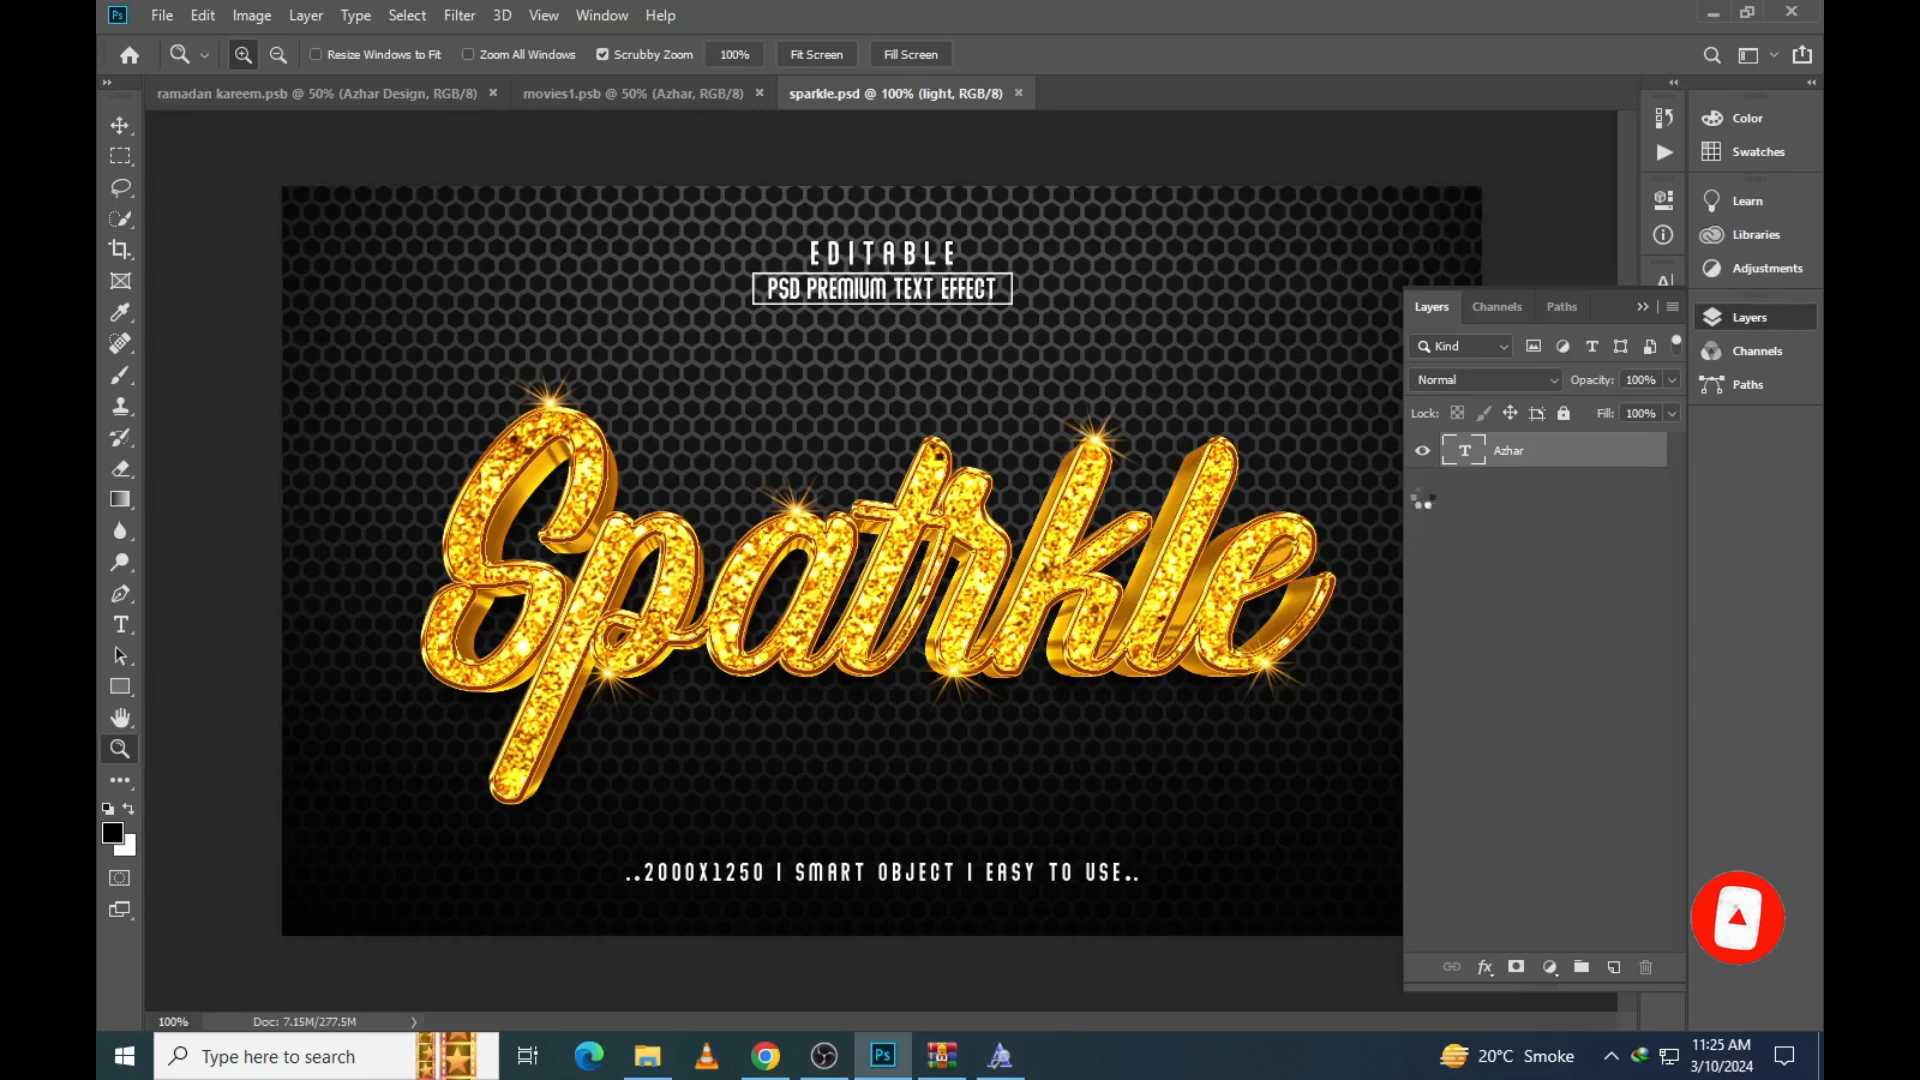 Ps File Edit Image Layer Type Select Filter 3D View Window Help
Resize Windows to Fit Zoom All Windows Scrubby Zoom 100% Fit Screen Fill Screen
ramadan kareem.psb @ 50% (Azhar Design, RGB/8) × movies1.psb @ 50% (Azhar, RGB/8) × sparkle.psd @ 100% (light, RGB/8) ×
Color
Swatches
Learn
Libraries
Adjustments
Layers
Channels
Paths
EDITABLE
PSD PREMIUM TEXT EFFECT
Spatrkle
..2000X1250 | SMART OBJECT | EASY TO USE..
Layers Channels Paths
Kind
Normal Opacity: 100%
Lock: Fill: 100%
T Azhar
fx
100% Doc: 7.15M/277.5M
Type here to search
Ps
20°C Smoke
11:25 AM
3/10/2024